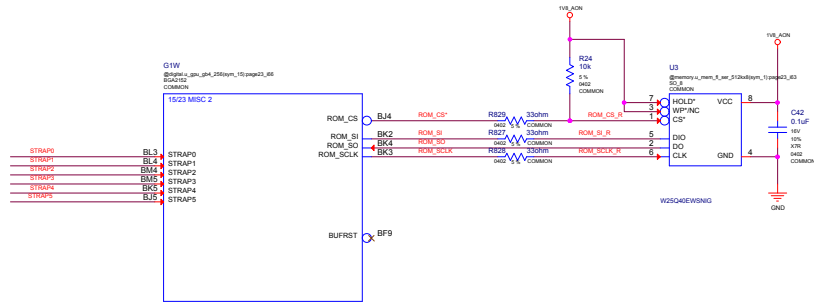 1V8_AON
1V8_AON
R24
10k
5 %
0402
COMMON
G1W
@digital.u_gpu_gb4_256(sym_15):page23_i66
BGA2152
COMMON
15/23 MISC 2
U3
@memory.u_mem_fl_ser_512kx8(sym_1):page23_i63
SO_8
COMMON
ROM_CS
BJ4
ROM_CS*
R829
33ohm
0402
5 %
COMMON
ROM_CS_R
7
HOLD*
VCC
8
3
WP*/NC
1
CS*
C42
0.1uF
16V
10%
X7R
0402
COMMON
ROM_SI
BK2
ROM_SI
R827
33ohm
0402
5 %
COMMON
ROM_SI_R
5
DIO
ROM_SO
BK4
ROM_SO
2
DO
ROM_SCLK
BK3
ROM_SCLK
R828
33ohm
0402
5 %
COMMON
ROM_SCLK_R
6
CLK
GND
4
STRAP0
BL3
STRAP0
STRAP1
BL4
STRAP1
STRAP2
BM4
STRAP2
STRAP3
BM5
STRAP3
STRAP4
BK5
STRAP4
STRAP5
BJ5
STRAP5
W25Q40EWSNIG
GND
BUFRST
BF9